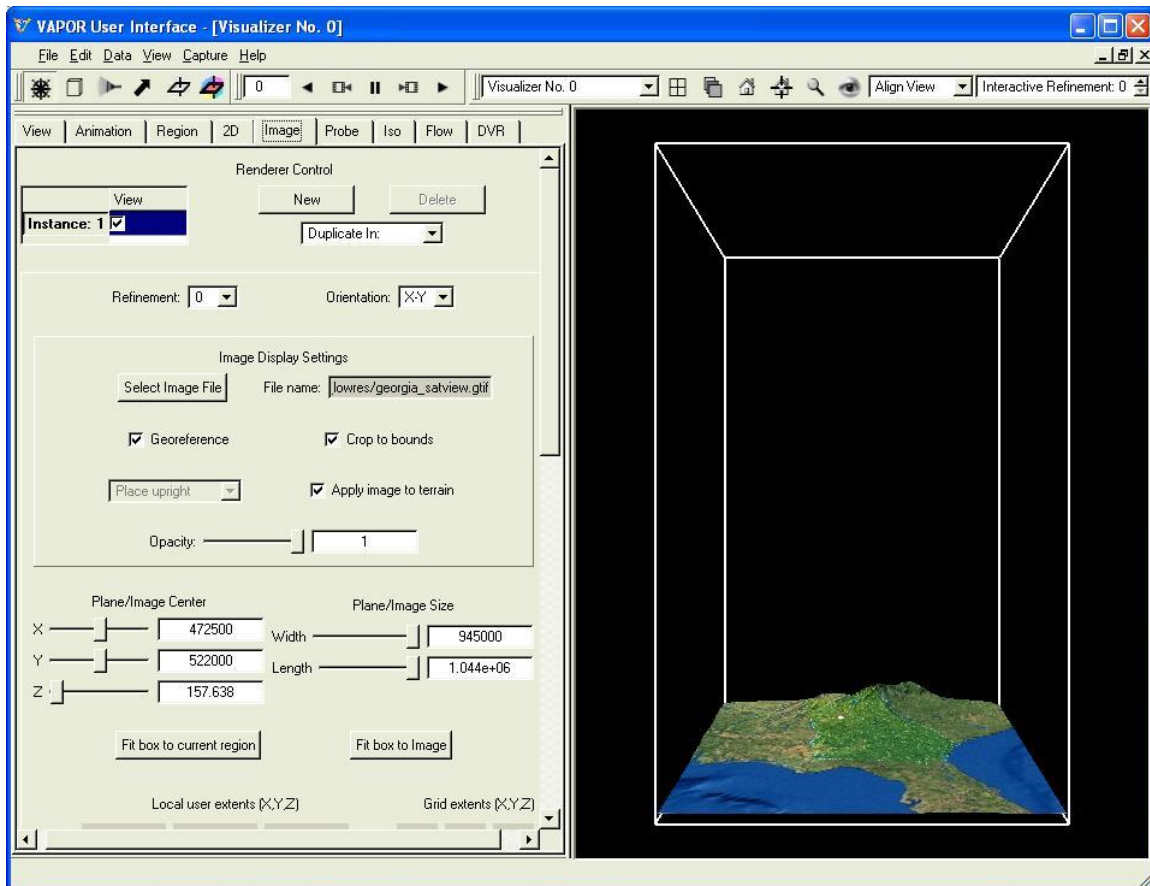 VAPOR User Interface - [Visualizer No. 0]
File Edit Data View Capture Help
0 Visualizer No. 0 Align View Interactive Refinement: 0
View Animation Region 2D Image Probe Iso Flow DVR
Renderer Control
View New Delete
Instance: 1
Duplicate In:
Refinement: 0 Orientation: X-Y
Image Display Settings
Select Image File File name: lowres/georgia_satview.gtif
Georeference Crop to bounds
Place upright Apply image to terrain
Opacity: 1
Plane/Image Center Plane/Image Size
X 472500 Width 945000
Y 522000 Length 1.044e+06
Z 157.638
Fit box to current region Fit box to Image
Local user extents (X,Y,Z) Grid extents (X,Y,Z)